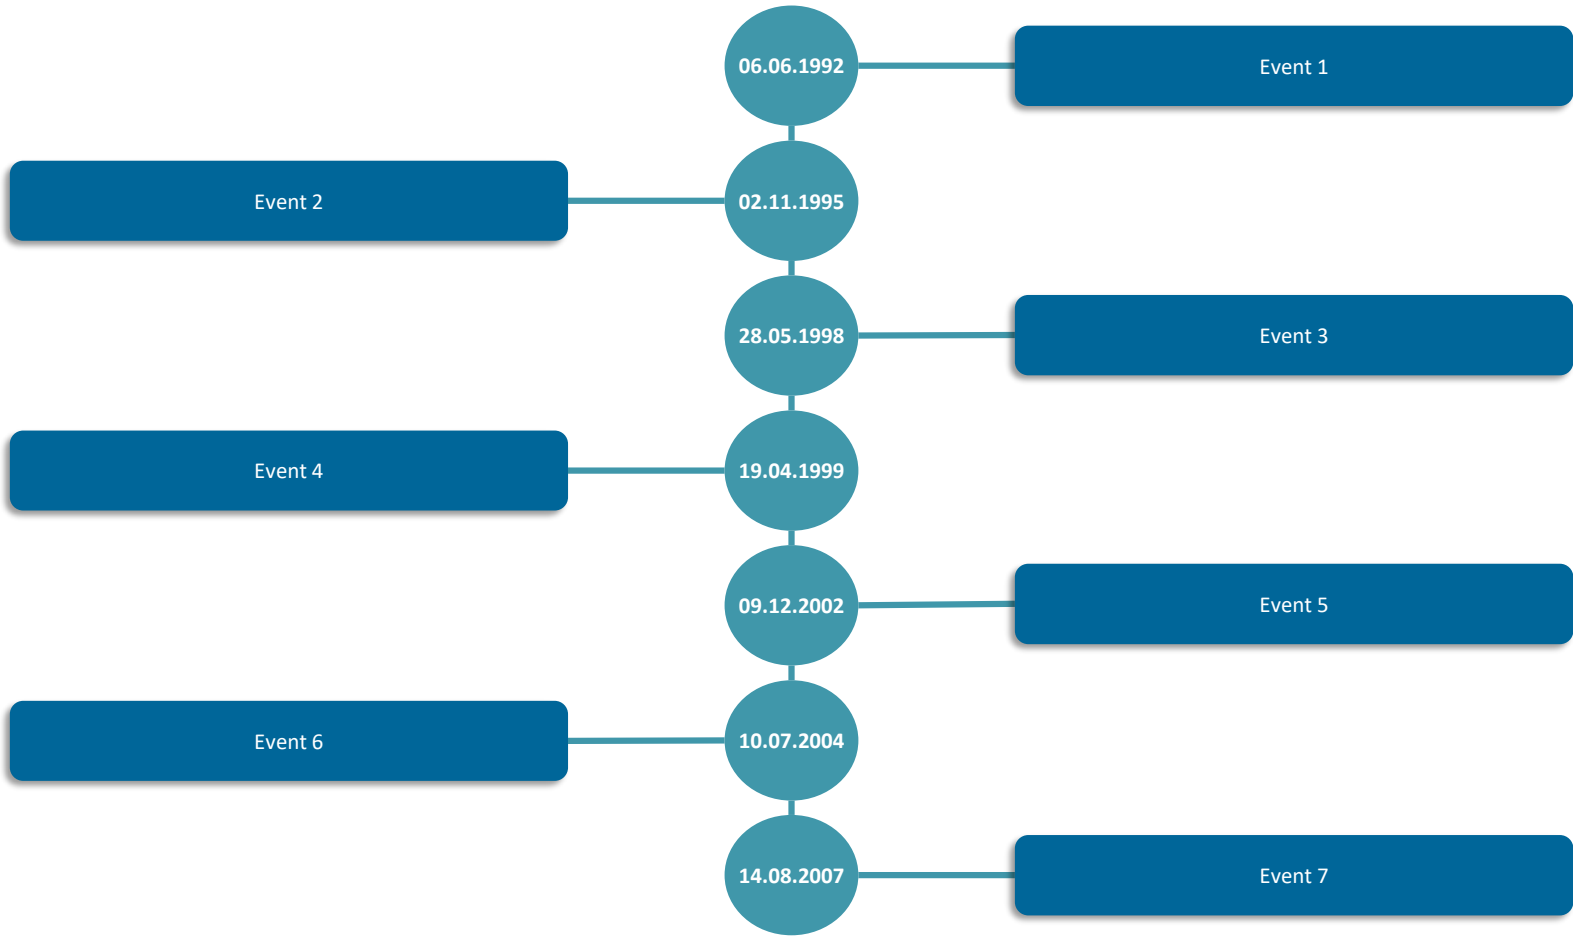 06.06.1992
Event 1
Event 2
02.11.1995
28.05.1998
Event 3
Event 4
19.04.1999
09.12.2002
Event 5
Event 6
10.07.2004
14.08.2007
Event 7